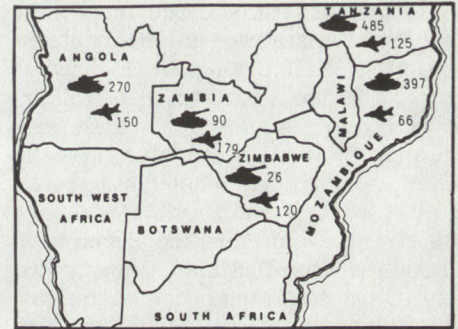 TANZANIA
485
125
ANGOLA
270
150
ZAMBIA
90
179
MALAWI
397
66
MOZAMBIQUE
ZIMBABWE
26
120
SOUTH WEST
AFRICA
BOTSWANA
SOUTH AFRICA